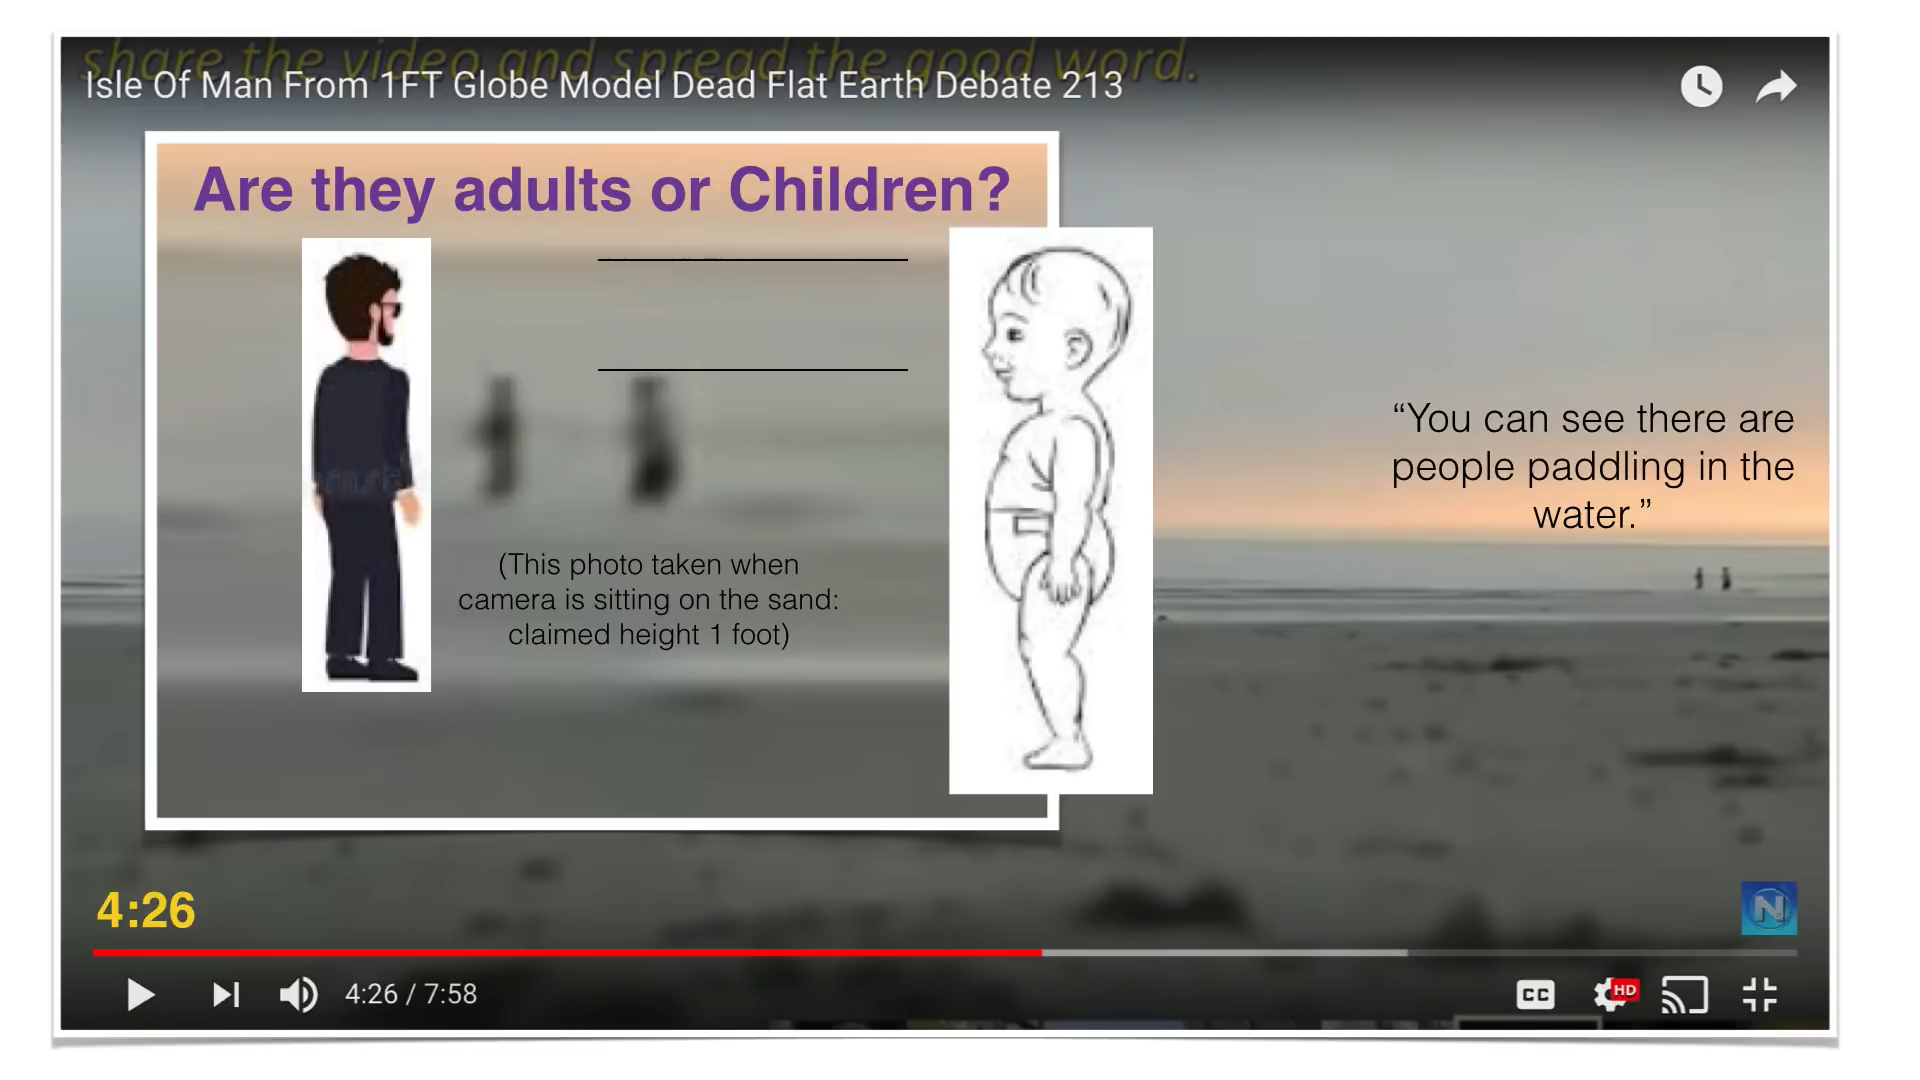 share the video and spread the good word.
Isle Of Man From 1FT Globe Model Dead Flat Earth Debate 213
Are they adults or Children?
“You can see there are
people paddling in the
water.”
(This photo taken when
camera is sitting on the sand:
claimed height 1 foot)
4:26
N
4:26 / 7:58
CC
HD